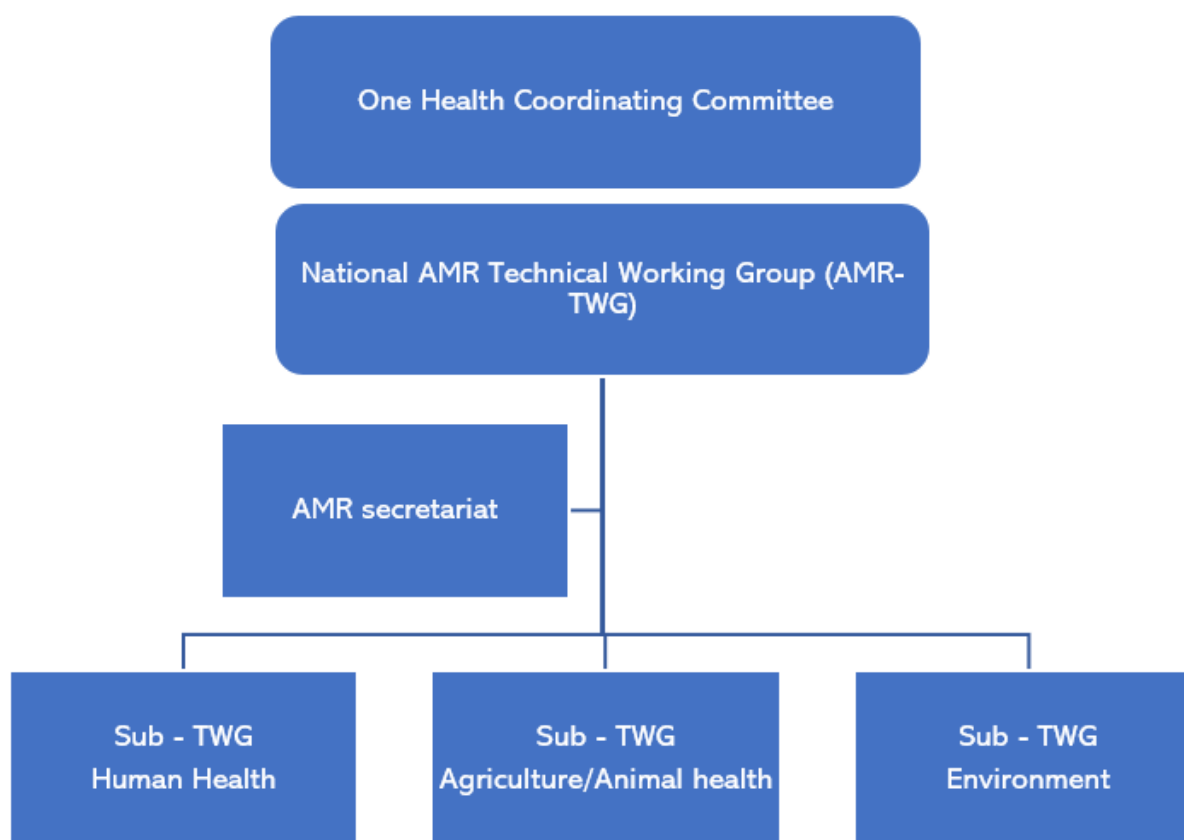 One Health Coordinating Committee
National AMR Technical Working Group (AMR-
TWG)
AMR secretariat
Sub - TWG
Human Health
Sub - TWG
Agriculture/Animal health
Sub - TWG
Environment